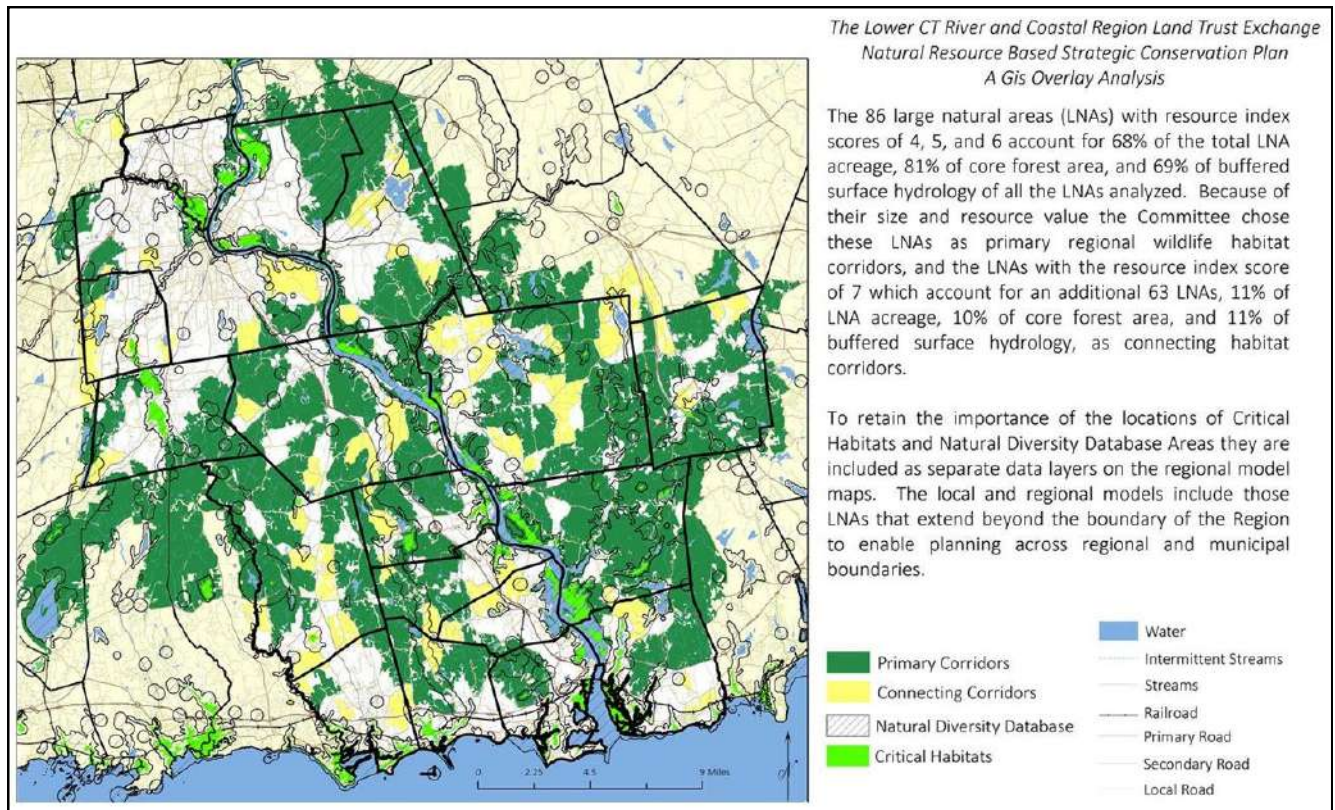 The Lower CT River and Coastal Region Land Trust Exchange
Natural Resource Based Strategic Conservation Plan
A Gis Overlay Analysis
The 86 large natural areas (LNAs) with resource index
scores of 4, 5, and 6 account for 68% of the total LNA
acreage, 81% of core forest area, and 69% of buffered
surface hydrology of all the LNAs analyzed. Because of
their size and resource value the Committee chose
these LNAs as primary regional wildlife habitat
corridors, and the LNAs with the resource index score
of 7 which account for an additional 63 LNAs, 11% of
LNA acreage, 10% of core forest area, and 11% of
buffered surface hydrology, as connecting habitat
corridors.
To retain the importance of the locations of Critical
Habitats and Natural Diversity Database Areas they are
included as separate data layers on the regional model
maps. The local and regional models include those
LNAs that extend beyond the boundary of the Region
to enable planning across regional and municipal
boundaries.
Primary Corridors
Connecting Corridors
Natural Diversity Database
Critical Habitats
Water
Intermittent Streams
Streams
Railroad
Primary Road
Secondary Road
Local Road
0 2.25 4.5 9 Miles